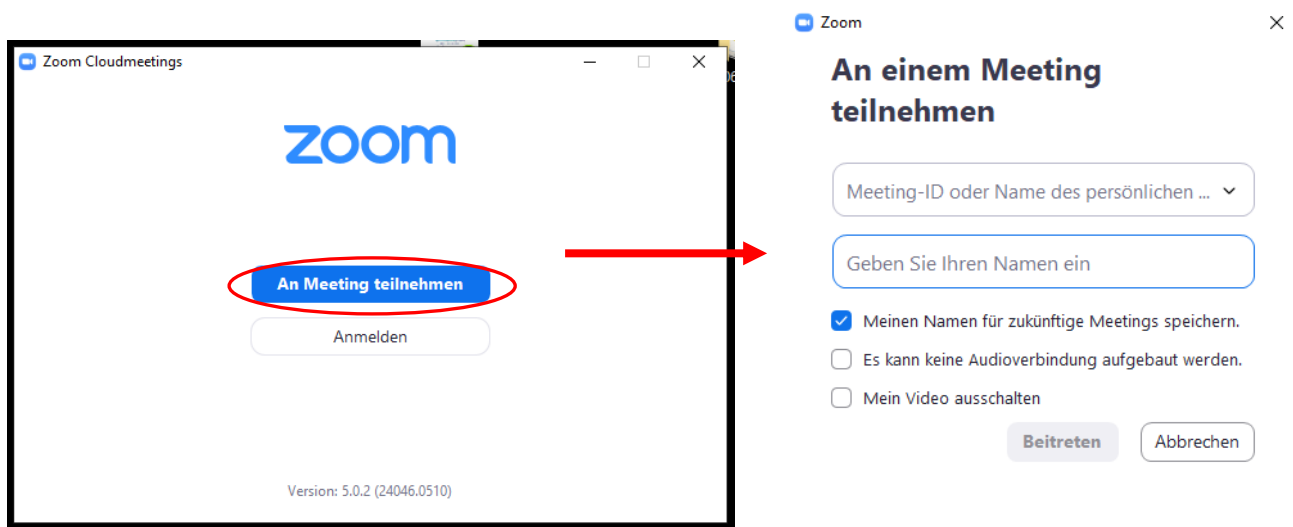 Zoom Cloudmeetings
zoom
An Meeting teilnehmen
Anmelden
Version: 5.0.2 (24046.0510)
Zoom
An einem Meeting
teilnehmen
Meeting-ID oder Name des persönlichen ...
Geben Sie Ihren Namen ein
Meinen Namen für zukünftige Meetings speichern.
Es kann keine Audioverbindung aufgebaut werden.
Mein Video ausschalten
Beitreten
Abbrechen